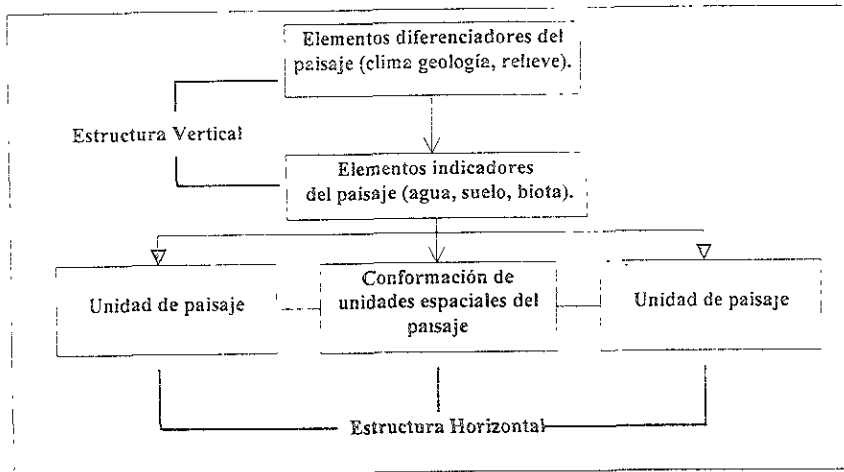 Elementos diferenciadores del
paisaje (clima geología, relieve).
Estructura Vertical
Elementos indicadores
del paisaje (agua, suelo, biota).
Unidad de paisaje
Conformación de
unidades espaciales del
paisaje
Unidad de paisaje
Estructura Horizontal